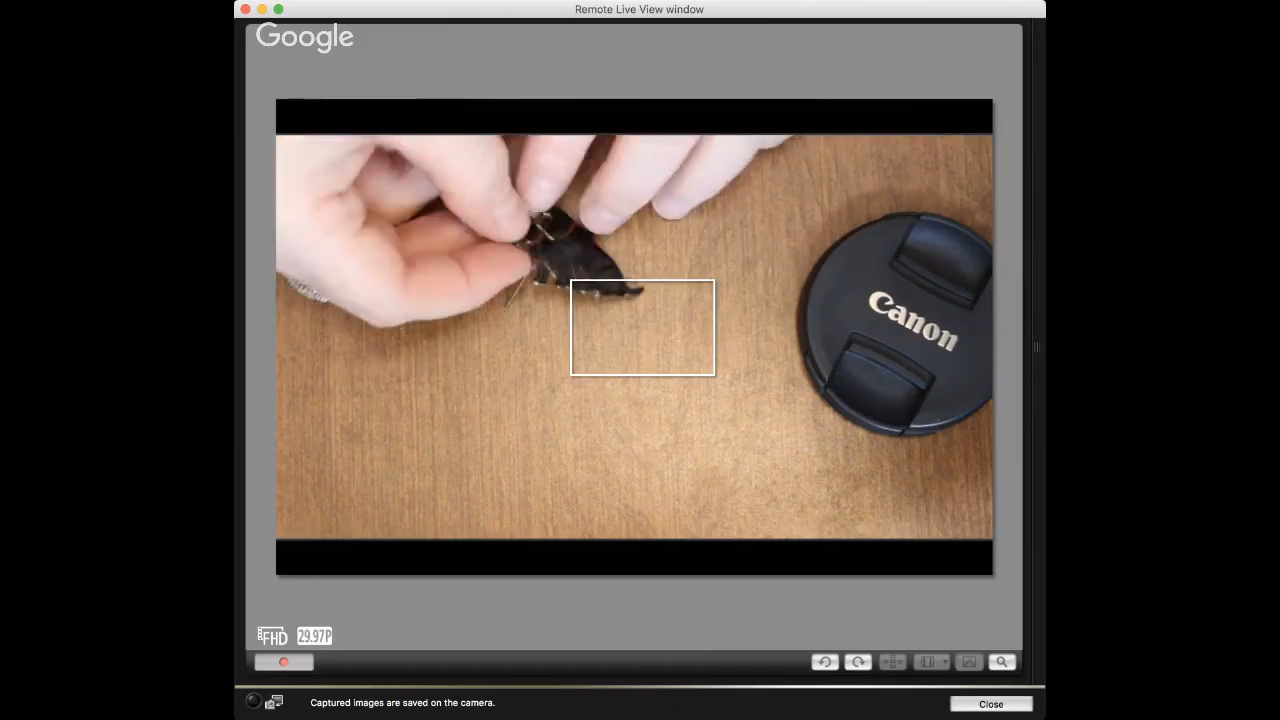 Remote Live View window
Google
Canon
FHD
29.97P
Captured images are saved on the camera.
Close